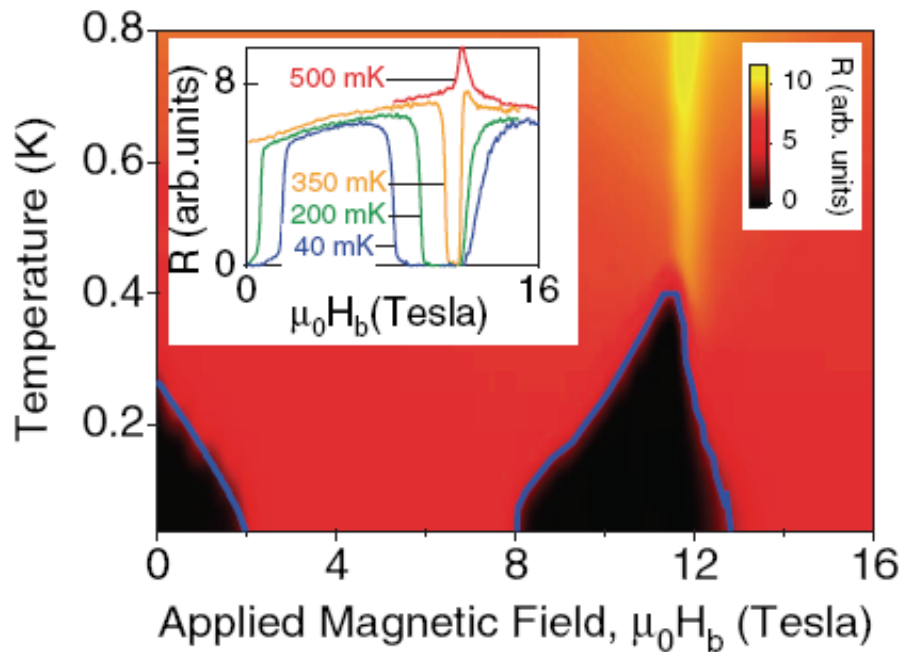 0.8
0.6
0.4
0.2
Temperature (K)
8
0
R (arb.units)
500 mK
350 mK
200 mK
40 mK
0
16
μ₀H_b(Tesla)
10
5
0
R (arb. units)
0
4
8
12
16
Applied Magnetic Field, μ₀H_b (Tesla)